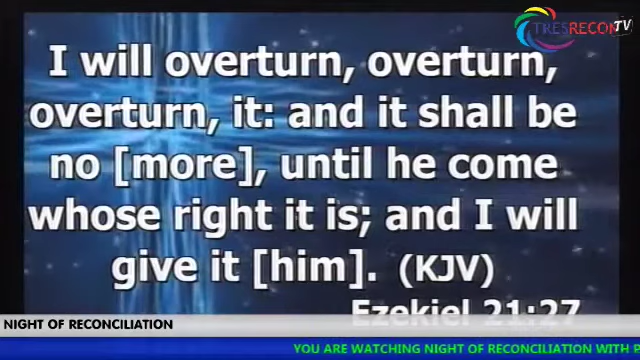 TRESRECON TV
I will overturn, overturn,
overturn, it: and it shall be
no [more], until he come
whose right it is; and I will
give it [him]. (KJV)
Ezekiel 21:27
NIGHT OF RECONCILIATION
YOU ARE WATCHING NIGHT OF RECONCILIATION WITH P